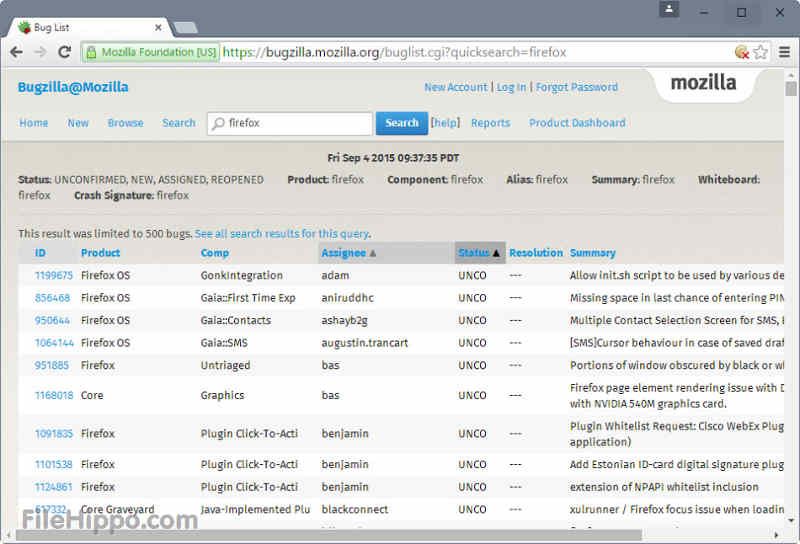 Bug List
Mozilla Foundation [US] https://bugzilla.mozilla.org/buglist.cgi?quicksearch=firefox
Bugzilla@Mozilla New Account | Log In | Forgot Password mozilla
Home New Browse Search firefox Search [help] Reports Product Dashboard
Fri Sep 4 2015 09:37:35 PDT
Status: UNCONFIRMED, NEW, ASSIGNED, REOPENED Product: firefox Component: firefox Alias: firefox Summary: firefox Whiteboard:
firefox Crash Signature: firefox
This result was limited to 500 bugs. See all search results for this query.
ID Product Comp Assignee ▲ Status ▲ Resolution Summary
1199675 Firefox OS GonkIntegration adam UNCO --- Allow init.sh script to be used by various de
856468 Firefox OS Gaia::First Time Exp aniruddhc UNCO --- Missing space in last chance of entering PIN
950644 Firefox OS Gaia::Contacts ashayb2g UNCO --- Multiple Contact Selection Screen for SMS, E
1064144 Firefox OS Gaia::SMS augustin.trancart UNCO --- [SMS]Cursor behaviour in case of saved draf
951885 Firefox Untriaged bas UNCO --- Portions of window obscured by black or wh
1168018 Core Graphics bas UNCO --- Firefox page element rendering issue with D
with NVIDIA 540M graphics card.
1091835 Firefox Plugin Click-To-Acti benjamin UNCO --- Plugin Whitelist Request: Cisco WebEx Plug
application)
1101538 Firefox Plugin Click-To-Acti benjamin UNCO --- Add Estonian ID-card digital signature plug
1124861 Firefox Plugin Click-To-Acti benjamin UNCO --- extension of NPAPI whitelist inclusion
617332 Core Graveyard Java-Implemented Plu blackconnect UNCO --- xulrunner / Firefox focus issue when loadin
FileHippo.com